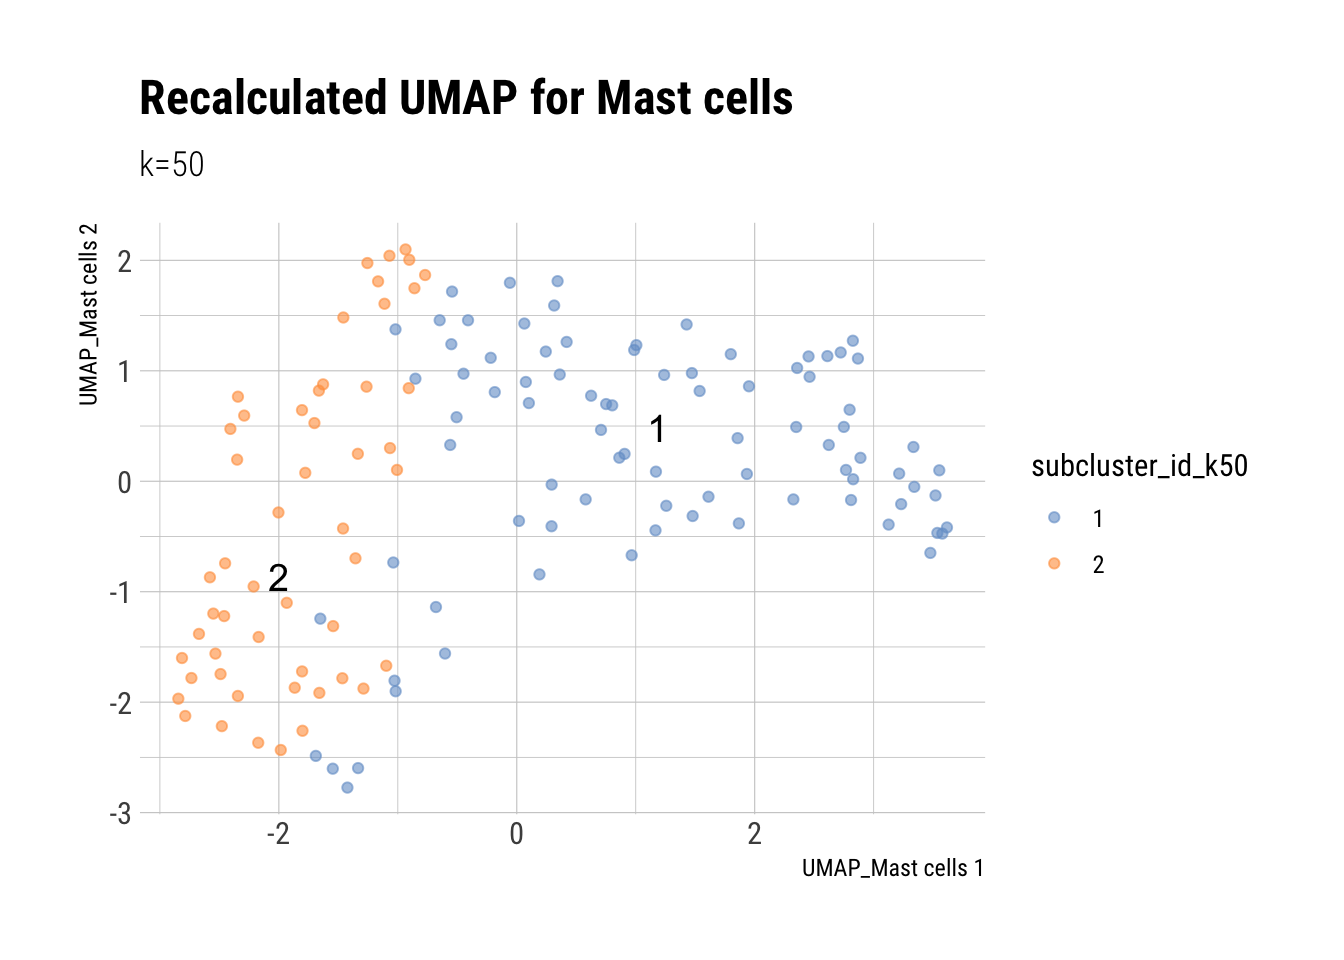 Recalculated UMAP for Mast cells
k=50
UMAP_Mast cells 2
2
1
0
-1
-2
-3
1
2
-2
0
2
UMAP_Mast cells 1
subcluster_id_k50
1
2